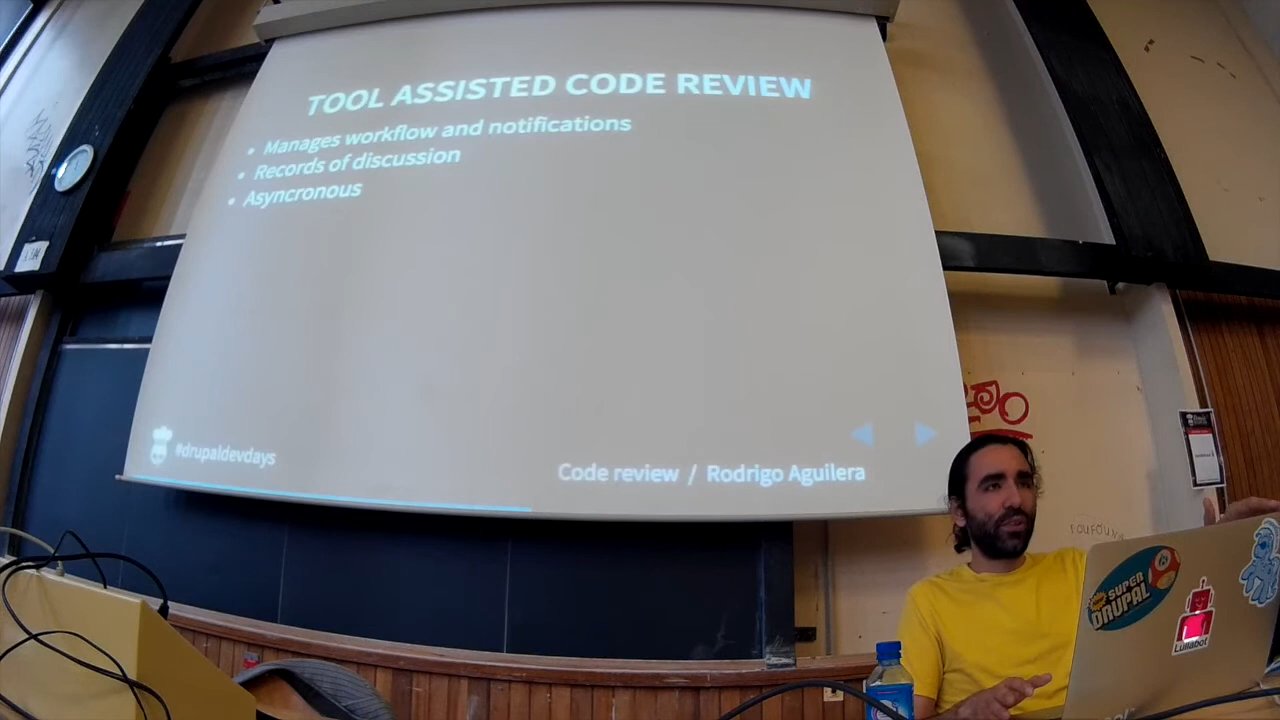 TOOL ASSISTED CODE REVIEW
• Manages workflow and notifications
• Records of discussion
• Asyncronous
#drupaldevdays
Code review / Rodrigo Aguilera
SUPER
DRUPAL
Lullabot